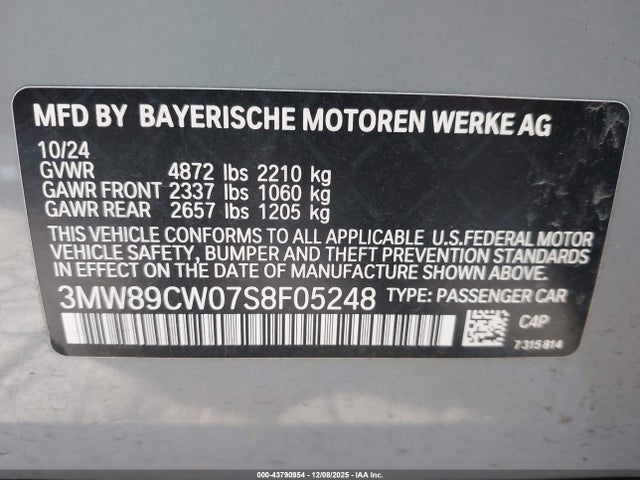 MFD BY BAYERISCHE MOTOREN WERKE AG
10/24
GVWR 4872 lbs 2210 kg
GAWR FRONT 2337 lbs 1060 kg
GAWR REAR 2657 lbs 1205 kg
THIS VEHICLE CONFORMS TO ALL APPLICABLE U.S.FEDERAL MOTOR
VEHICLE SAFETY, BUMPER AND THEFT PREVENTION STANDARDS
IN EFFECT ON THE DATE OF MANUFACTURE SHOWN ABOVE.
3MW89CW07S8F05248 TYPE: PASSENGER CAR
C4P
7315814
000-43790954 | 12/08/2025 | IAA Inc.